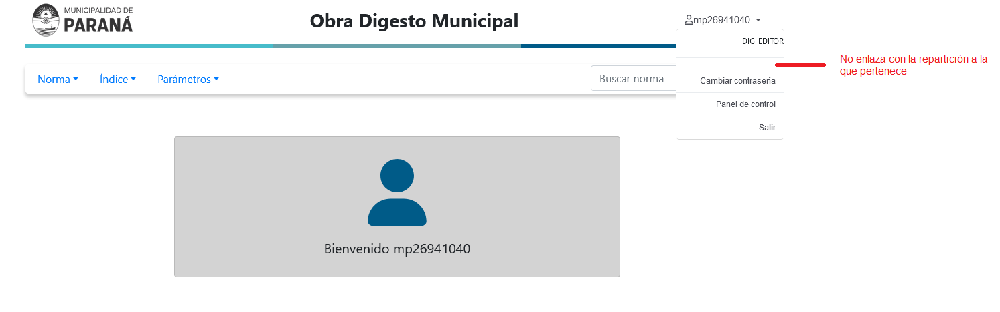 MUNICIPALIDAD DE
PARANÁ
Obra Digesto Municipal
mp26941040
DIG_EDITOR
No enlaza con la repartición a la
que pertenece
Norma
Índice
Parámetros
Buscar norma
Cambiar contraseña
Panel de control
Salir
Bienvenido mp26941040